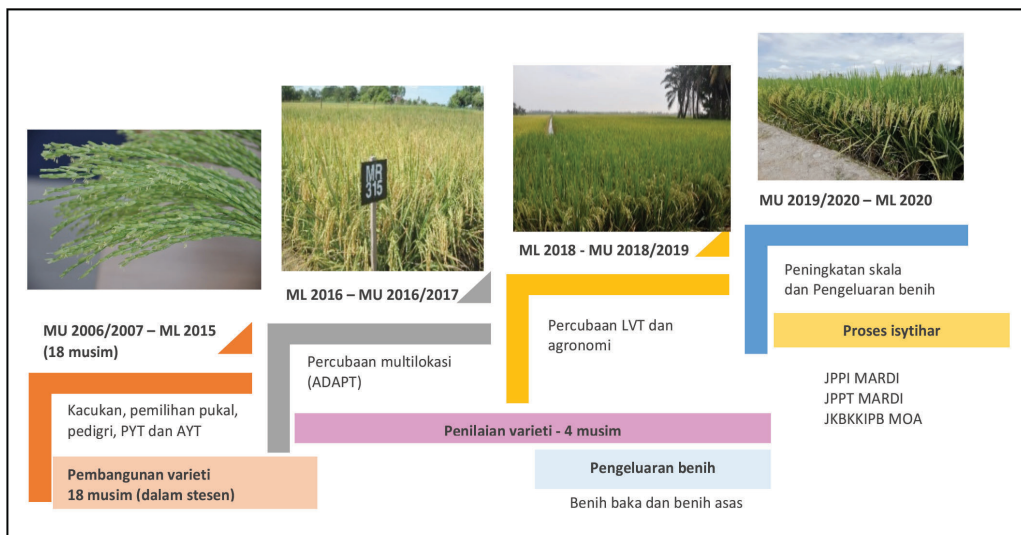 MR
315
MU 2006/2007 – ML 2015
(18 musim)
Kacukan, pemilihan pukal,
pedigri, PYT dan AYT
Pembangunan varieti
18 musim (dalam stesen)
ML 2016 – MU 2016/2017
Percubaan multilokasi
(ADAPT)
Penilaian varieti - 4 musim
ML 2018 - MU 2018/2019
Percubaan LVT dan
agronomi
Pengeluaran benih
Benih baka dan benih asas
MU 2019/2020 – ML 2020
Peningkatan skala
dan Pengeluaran benih
Proses isytihar
JPPI MARDI
JPPT MARDI
JKBKKIPB MOA